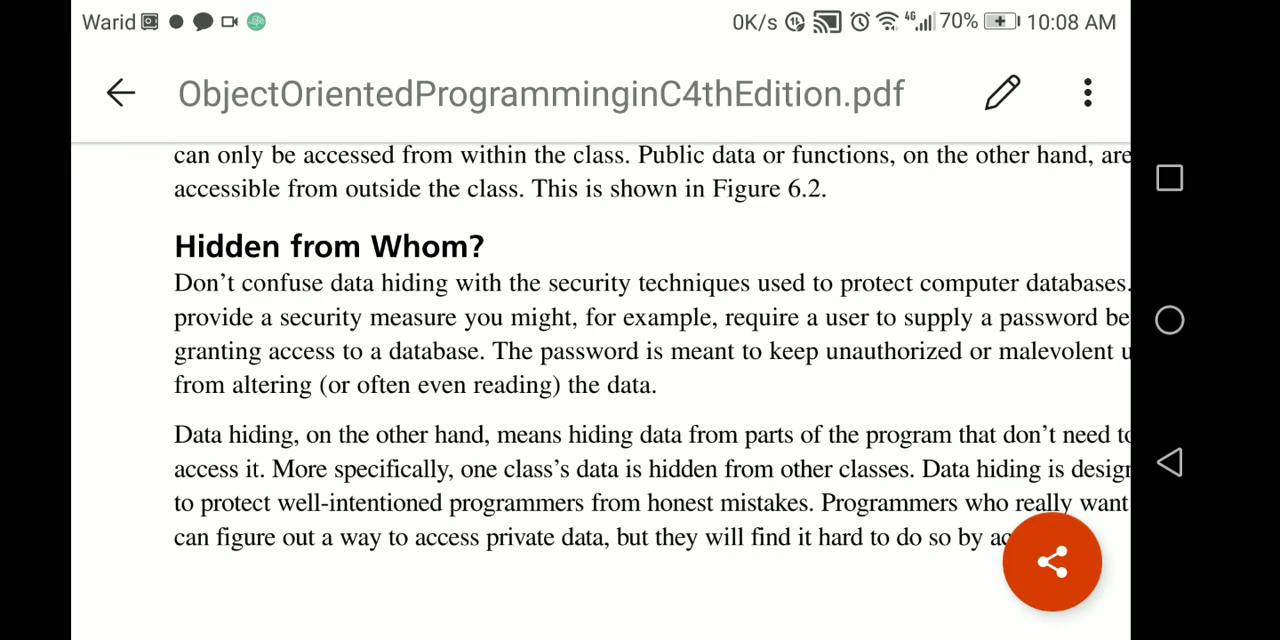 Warid
0K/s 4G 70% 10:08 AM
ObjectOrientedProgramminginC4thEdition.pdf
can only be accessed from within the class. Public data or functions, on the other hand, are
accessible from outside the class. This is shown in Figure 6.2.
Hidden from Whom?
Don't confuse data hiding with the security techniques used to protect computer databases.
provide a security measure you might, for example, require a user to supply a password be
granting access to a database. The password is meant to keep unauthorized or malevolent u
from altering (or often even reading) the data.
Data hiding, on the other hand, means hiding data from parts of the program that don't need to
access it. More specifically, one class's data is hidden from other classes. Data hiding is design
to protect well-intentioned programmers from honest mistakes. Programmers who really want
can figure out a way to access private data, but they will find it hard to do so by